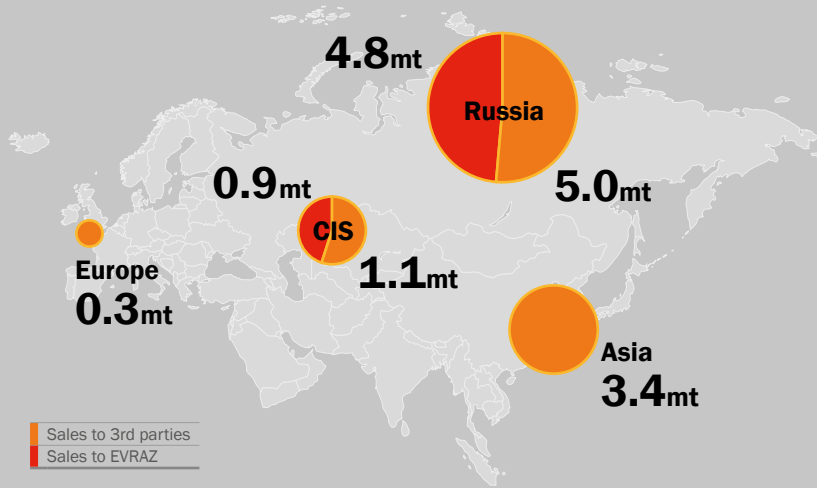 4.8mt
Russia
5.0mt
0.9mt
CIS
1.1mt
Europe
0.3mt
Asia
3.4mt
Sales to 3rd parties
Sales to EVRAZ